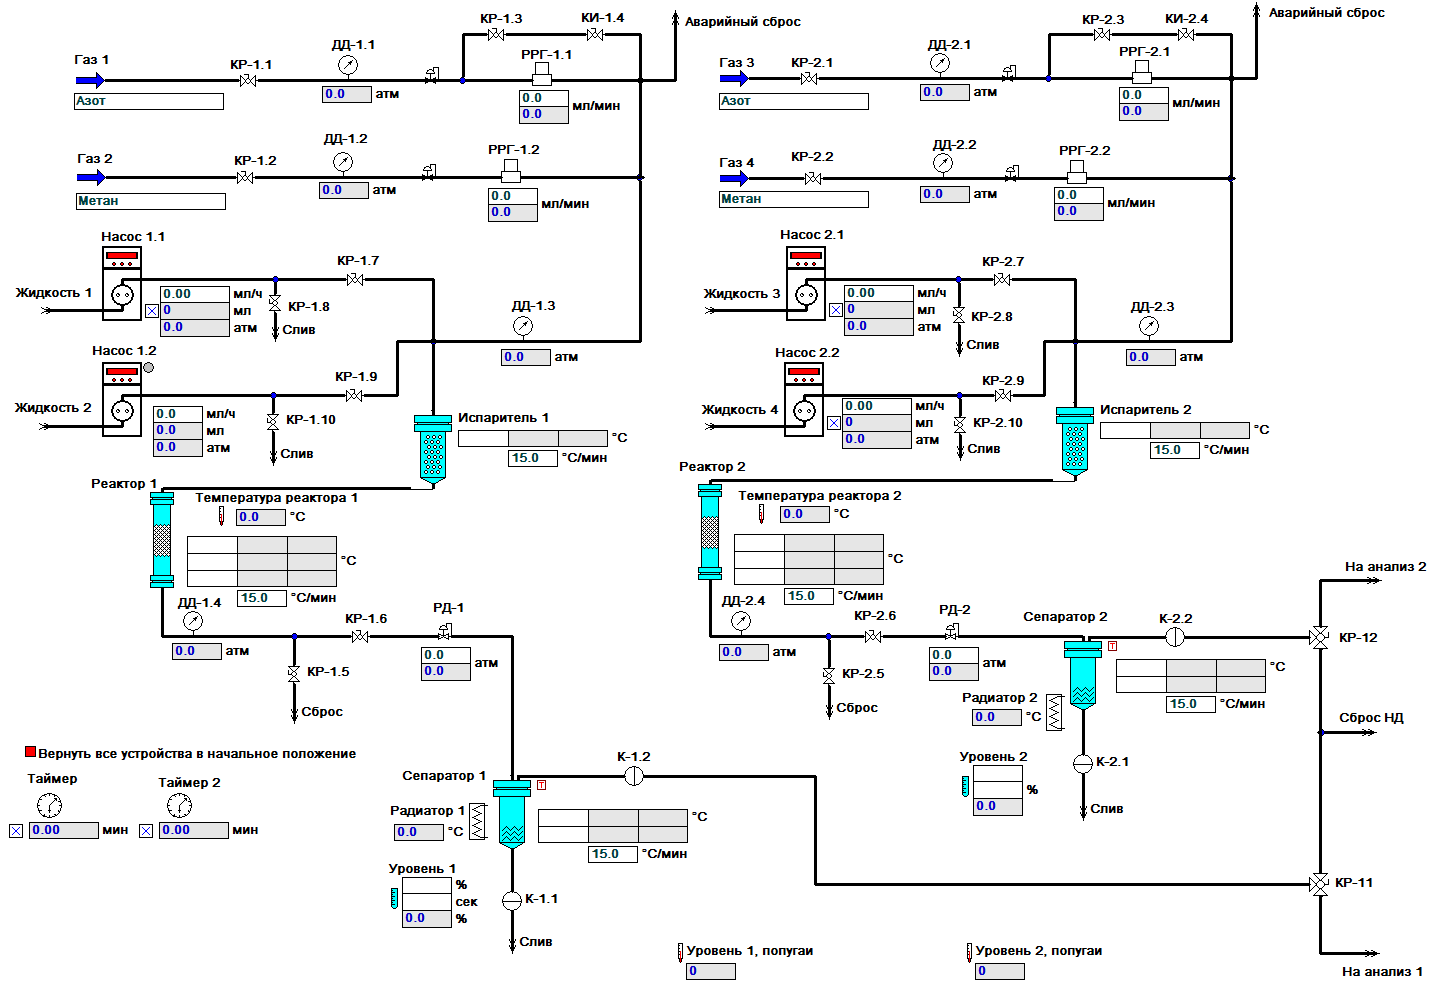 КР-1.3
КИ-1.4
Аварийный сброс
КР-2.3
КИ-2.4
Аварийный сброс
Газ 1
КР-1.1
ДД-1.1
РРГ-1.1
Газ 3
КР-2.1
ДД-2.1
РРГ-2.1
Азот
0.0 атм
0.0
0.0
мл/мин
Азот
0.0 атм
0.0
0.0
мл/мин
Газ 2
КР-1.2
ДД-1.2
РРГ-1.2
Газ 4
КР-2.2
ДД-2.2
РРГ-2.2
Метан
0.0 атм
0.0
0.0
мл/мин
Метан
0.0 атм
0.0
0.0
мл/мин
Насос 1.1
КР-1.7
Насос 2.1
КР-2.7
Жидкость 1
0.00 мл/ч
0 мл
0.0 атм
КР-1.8
Слив
ДД-1.3
0.0 атм
Жидкость 3
0.00 мл/ч
0 мл
0.0 атм
КР-2.8
Слив
ДД-2.3
0.0 атм
Насос 1.2
КР-1.9
Насос 2.2
КР-2.9
Жидкость 2
0.0 мл/ч
0.0 мл
0.0 атм
КР-1.10
Слив
Испаритель 1
°C
15.0 °C/мин
Жидкость 4
0.00 мл/ч
0 мл
0.0 атм
КР-2.10
Слив
Испаритель 2
°C
15.0 °C/мин
Реактор 1
Температура реактора 1
0.0 °C
°C
15.0 °C/мин
Реактор 2
Температура реактора 2
0.0 °C
°C
15.0 °C/мин
На анализ 2
ДД-1.4
0.0 атм
КР-1.6
РД-1
0.0
0.0
атм
КР-1.5
Сброс
ДД-2.4
0.0 атм
КР-2.6
РД-2
0.0
0.0
атм
КР-2.5
Сброс
Сепаратор 2
Т
К-2.2
КР-12
°C
15.0 °C/мин
Радиатор 2
0.0 °C
Сброс НД
Уровень 2
%
0.0
К-2.1
Слив
Вернуть все устройства в начальное положение
Таймер
0.00 мин
Таймер 2
0.00 мин
Сепаратор 1
Т
К-1.2
Радиатор 1
0.0 °C
°C
15.0 °C/мин
Уровень 1
%
сек
0.0 %
К-1.1
Слив
КР-11
Уровень 1, попугаи
0
Уровень 2, попугаи
0
На анализ 1